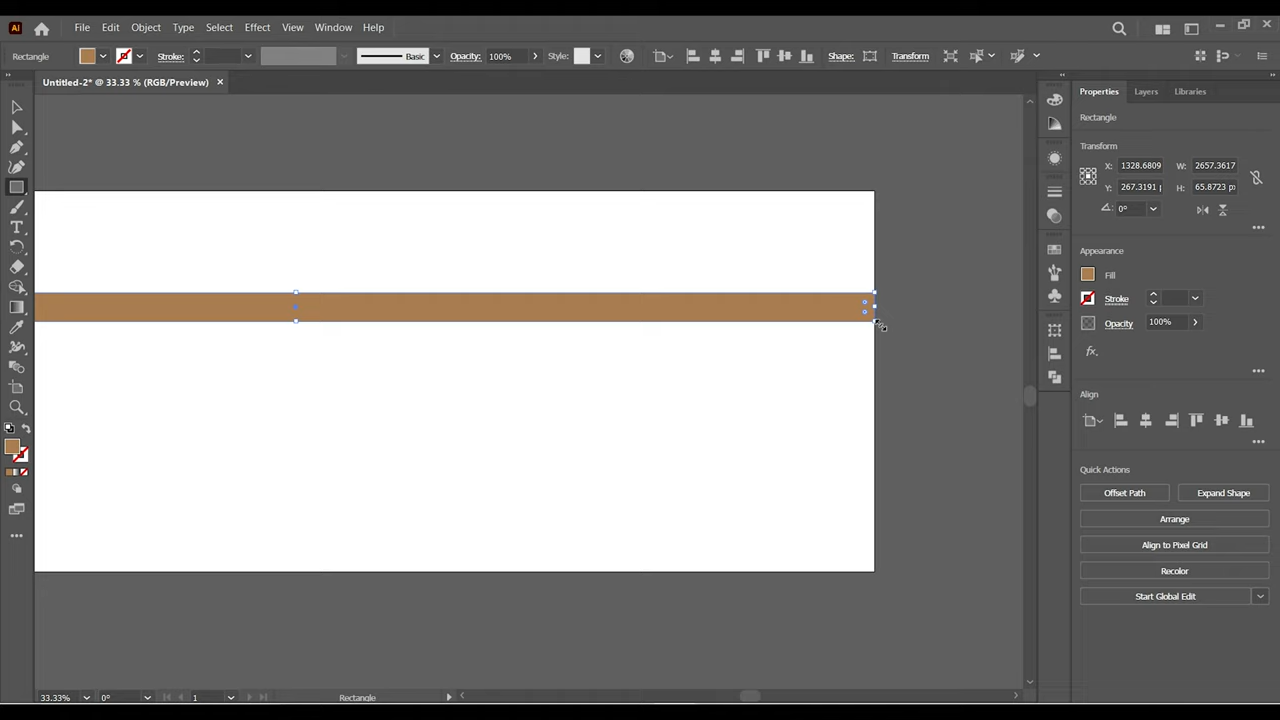 Ai File Edit Object Type Select Effect View Window Help
Rectangle Stroke: Basic Opacity: 100% Style: Shape: Transform
Untitled-2* @ 33.33 % (RGB/Preview) ×
Properties Layers Libraries
Rectangle
Transform
X: 1328.6809 W: 2657.3617
Y: 267.3191 p H: 65.8723 px
0°
Appearance
Fill
Stroke
Opacity 100%
fx.
Align
Quick Actions
Offset Path Expand Shape
Arrange
Align to Pixel Grid
Recolor
Start Global Edit
33.33% 0° 1 Rectangle